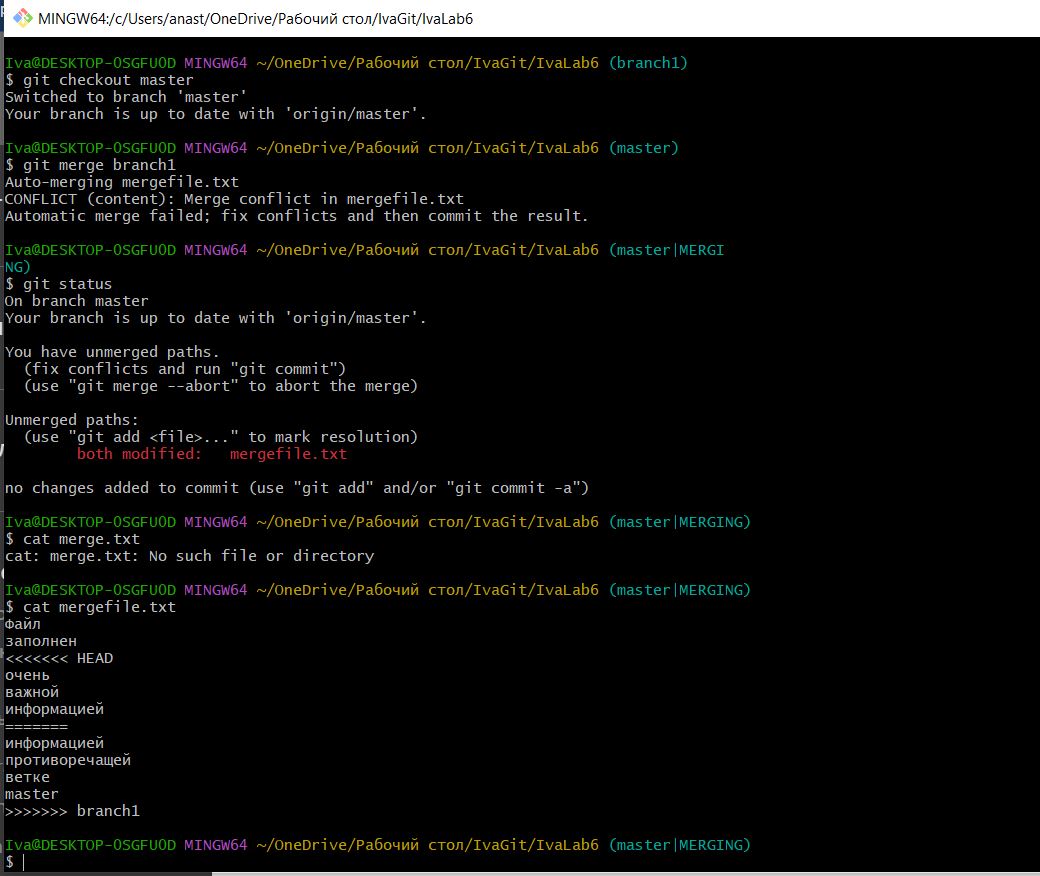 MINGW64:/c/Users/anast/OneDrive/Рабочий стол/IvaGit/IvaLab6
Iva@DESKTOP-OSGFUOD MINGW64 ~/OneDrive/Рабочий стол/IvaGit/IvaLab6 (branch1)
$ git checkout master
Switched to branch 'master'
Your branch is up to date with 'origin/master'.
Iva@DESKTOP-OSGFUOD MINGW64 ~/OneDrive/Рабочий стол/IvaGit/IvaLab6 (master)
$ git merge branch1
Auto-merging mergefile.txt
CONFLICT (content): Merge conflict in mergefile.txt
Automatic merge failed; fix conflicts and then commit the result.
Iva@DESKTOP-OSGFUOD MINGW64 ~/OneDrive/Рабочий стол/IvaGit/IvaLab6 (master|MERGI
NG)
$ git status
On branch master
Your branch is up to date with 'origin/master'.
You have unmerged paths.
  (fix conflicts and run "git commit")
  (use "git merge --abort" to abort the merge)
Unmerged paths:
  (use "git add <file>..." to mark resolution)
        both modified:   mergefile.txt
no changes added to commit (use "git add" and/or "git commit -a")
Iva@DESKTOP-OSGFUOD MINGW64 ~/OneDrive/Рабочий стол/IvaGit/IvaLab6 (master|MERGING)
$ cat merge.txt
cat: merge.txt: No such file or directory
Iva@DESKTOP-OSGFUOD MINGW64 ~/OneDrive/Рабочий стол/IvaGit/IvaLab6 (master|MERGING)
$ cat mergefile.txt
Файл
заполнен
<<<<<<< HEAD
очень
важной
информацией
=======
информацией
противоречащей
ветке
master
>>>>>>> branch1
Iva@DESKTOP-OSGFUOD MINGW64 ~/OneDrive/Рабочий стол/IvaGit/IvaLab6 (master|MERGING)
$